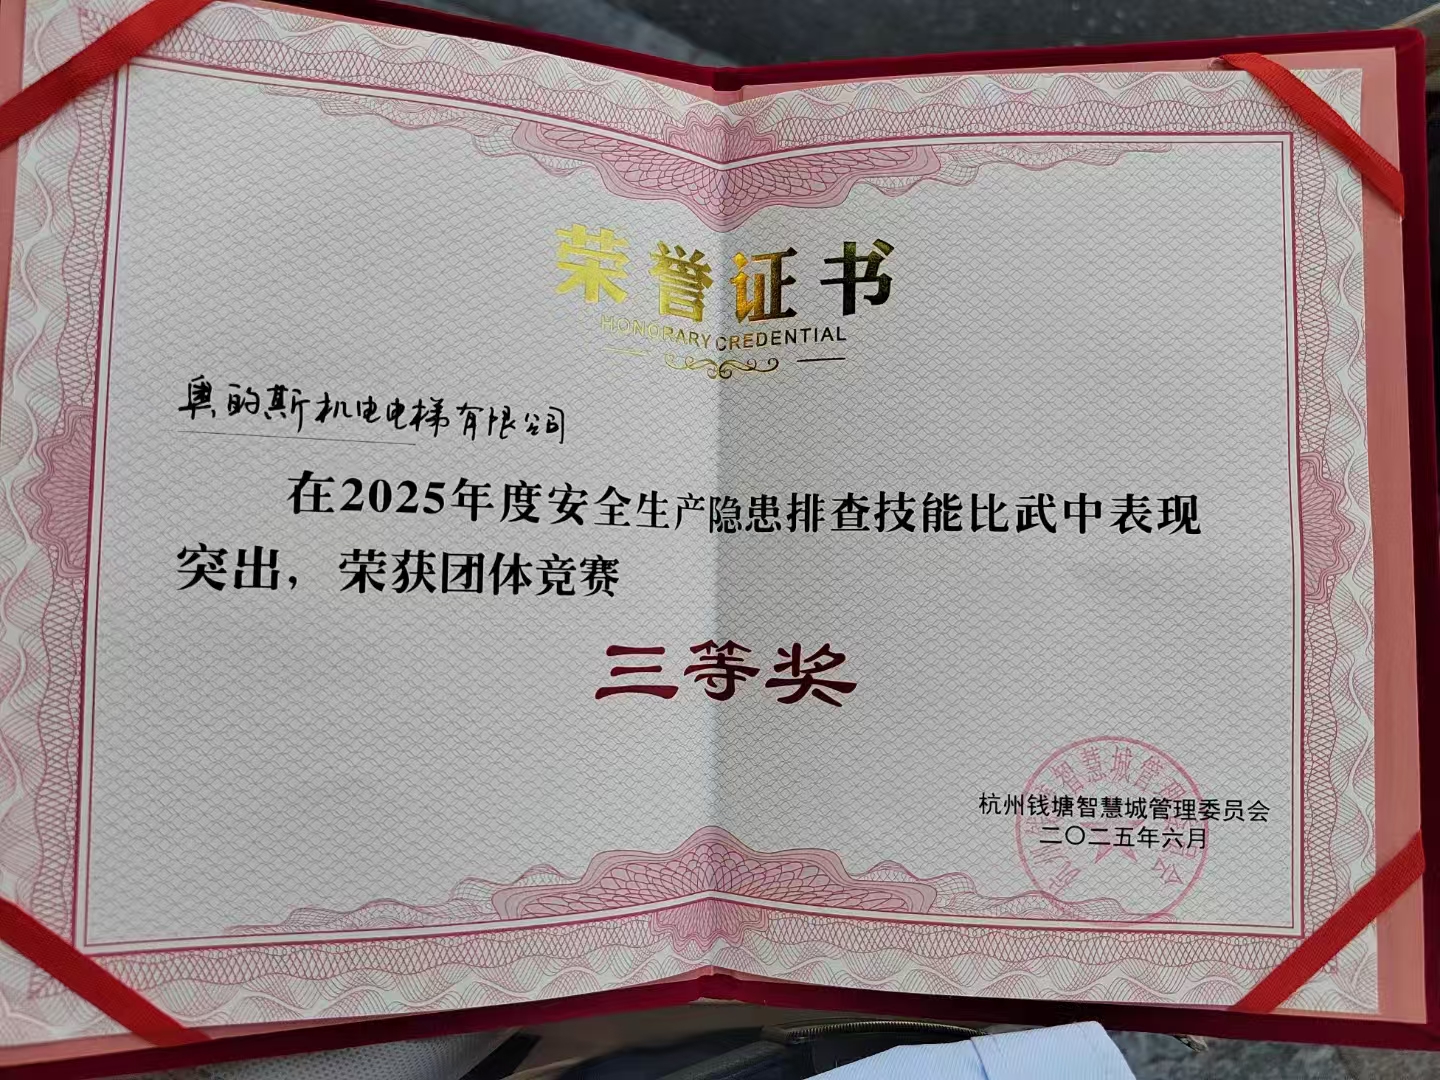 荣誉证书
HONORARY CREDENTIAL
奥的斯机电电梯有限公司
在2025年度安全生产隐患排查技能比武中表现
突出，荣获团体竞赛
三等奖
杭州钱塘智慧城管理委员会
二〇二五年六月